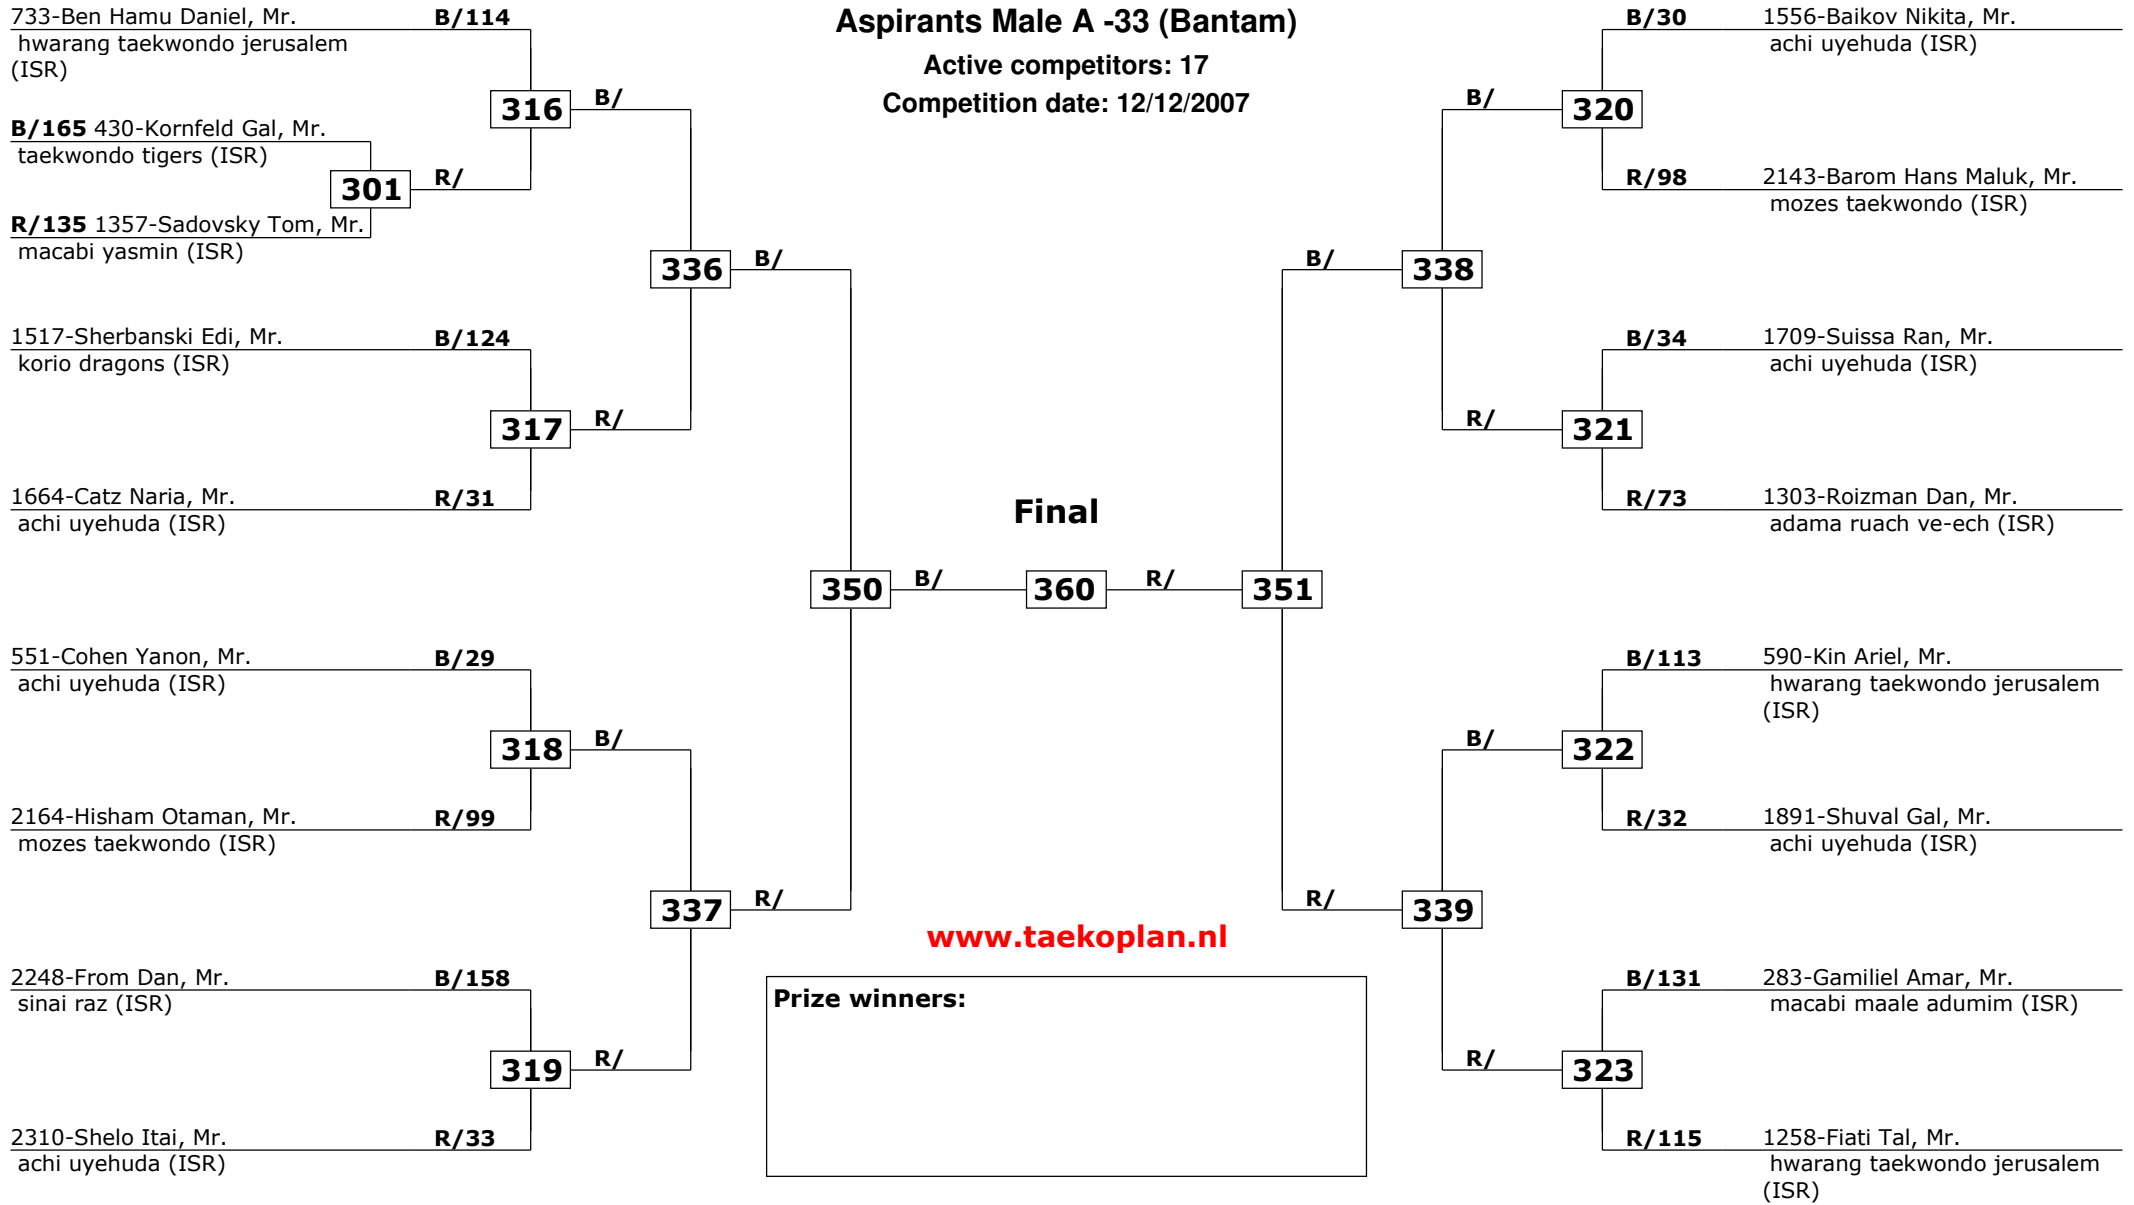 Aspirants Male A -33 (Bantam)
Active competitors: 17
Competition date: 12/12/2007
733-Ben Hamu Daniel, Mr. B/114
hwarang taekwondo jerusalem
(ISR)
316 B/
B/165 430-Kornfeld Gal, Mr.
taekwondo tigers (ISR)
301 R/
R/135 1357-Sadovsky Tom, Mr.
macabi yasmin (ISR)
336 B/
1517-Sherbanski Edi, Mr. B/124
korio dragons (ISR)
317 R/
1664-Catz Naria, Mr. R/31
achi uyehuda (ISR)
551-Cohen Yanon, Mr. B/29
achi uyehuda (ISR)
318 B/
2164-Hisham Otaman, Mr. R/99
mozes taekwondo (ISR)
337 R/
2248-From Dan, Mr. B/158
sinai raz (ISR)
319 R/
2310-Shelo Itai, Mr. R/33
achi uyehuda (ISR)
Final
350 B/ 360 R/ 351
B/30 1556-Baikov Nikita, Mr.
achi uyehuda (ISR)
B/ 320
R/98 2143-Barom Hans Maluk, Mr.
mozes taekwondo (ISR)
B/ 338
B/34 1709-Suissa Ran, Mr.
achi uyehuda (ISR)
R/ 321
R/73 1303-Roizman Dan, Mr.
adama ruach ve-ech (ISR)
B/113 590-Kin Ariel, Mr.
hwarang taekwondo jerusalem
(ISR)
B/ 322
R/32 1891-Shuval Gal, Mr.
achi uyehuda (ISR)
R/ 339
B/131 283-Gamiliel Amar, Mr.
macabi maale adumim (ISR)
R/ 323
R/115 1258-Fiati Tal, Mr.
hwarang taekwondo jerusalem
(ISR)
www.taekoplan.nl
Prize winners: